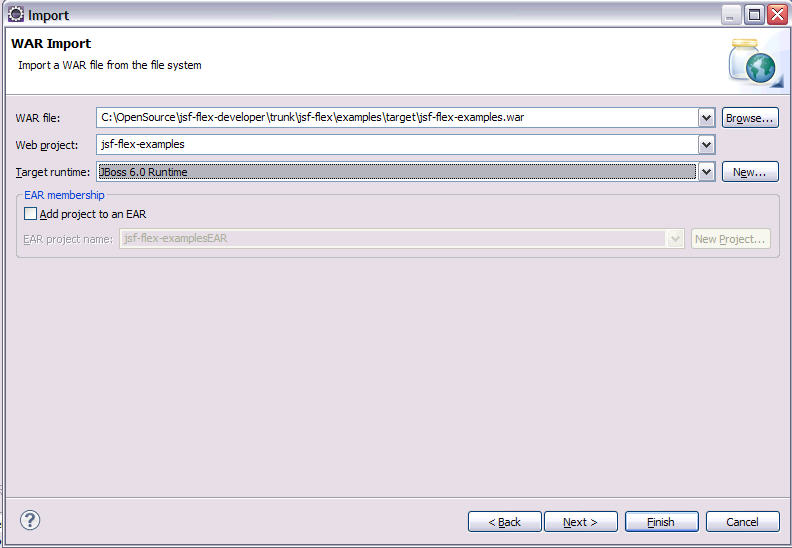 Import
WAR Import
Import a WAR file from the file system
WAR file: C:\OpenSource\jsf-flex-developer\trunk\jsf-flex\examples\target\jsf-flex-examples.war Browse...
Web project: jsf-flex-examples
Target runtime: JBoss 6.0 Runtime New...
EAR membership
Add project to an EAR
EAR project name: jsf-flex-examplesEAR New Project...
? < Back Next > Finish Cancel